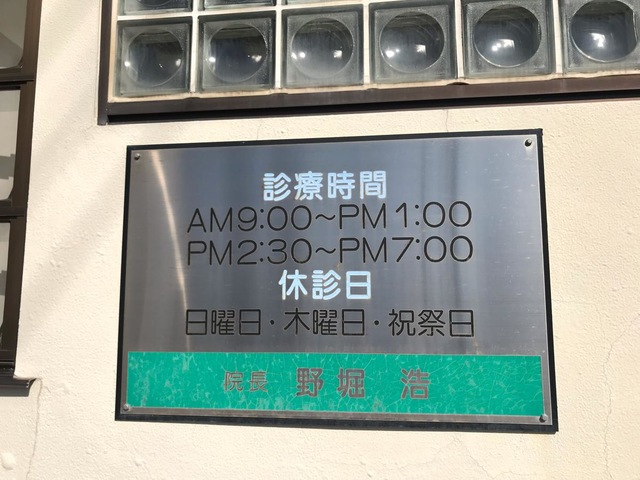 診療時間
AM9:00~PM1:00
PM2:30~PM7:00
休診日
日曜日・木曜日・祝祭日
院長 野堀 浩